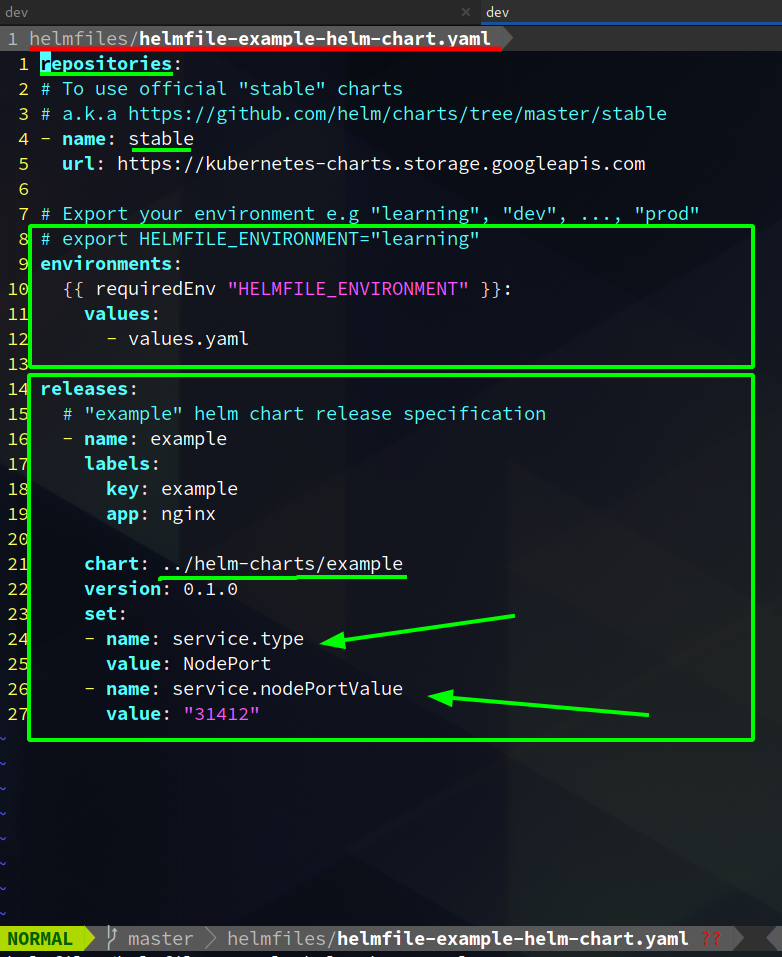 dev × dev
1 helmfiles/helmfile-example-helm-chart.yaml
1 repositories:
2 # To use official "stable" charts
3 # a.k.a https://github.com/helm/charts/tree/master/stable
4 - name: stable
5   url: https://kubernetes-charts.storage.googleapis.com
6
7 # Export your environment e.g "learning", "dev", ..., "prod"
8 # export HELMFILE_ENVIRONMENT="learning"
9 environments:
10   {{ requiredEnv "HELMFILE_ENVIRONMENT" }}:
11     values:
12       - values.yaml
13
14 releases:
15   # "example" helm chart release specification
16   - name: example
17     labels:
18       key: example
19       app: nginx
20
21     chart: ../helm-charts/example
22     version: 0.1.0
23     set:
24     - name: service.type
25       value: NodePort
26     - name: service.nodePortValue
27       value: "31412"
~
~
~
~
~
~
~
~
NORMAL master helmfiles/helmfile-example-helm-chart.yaml ??